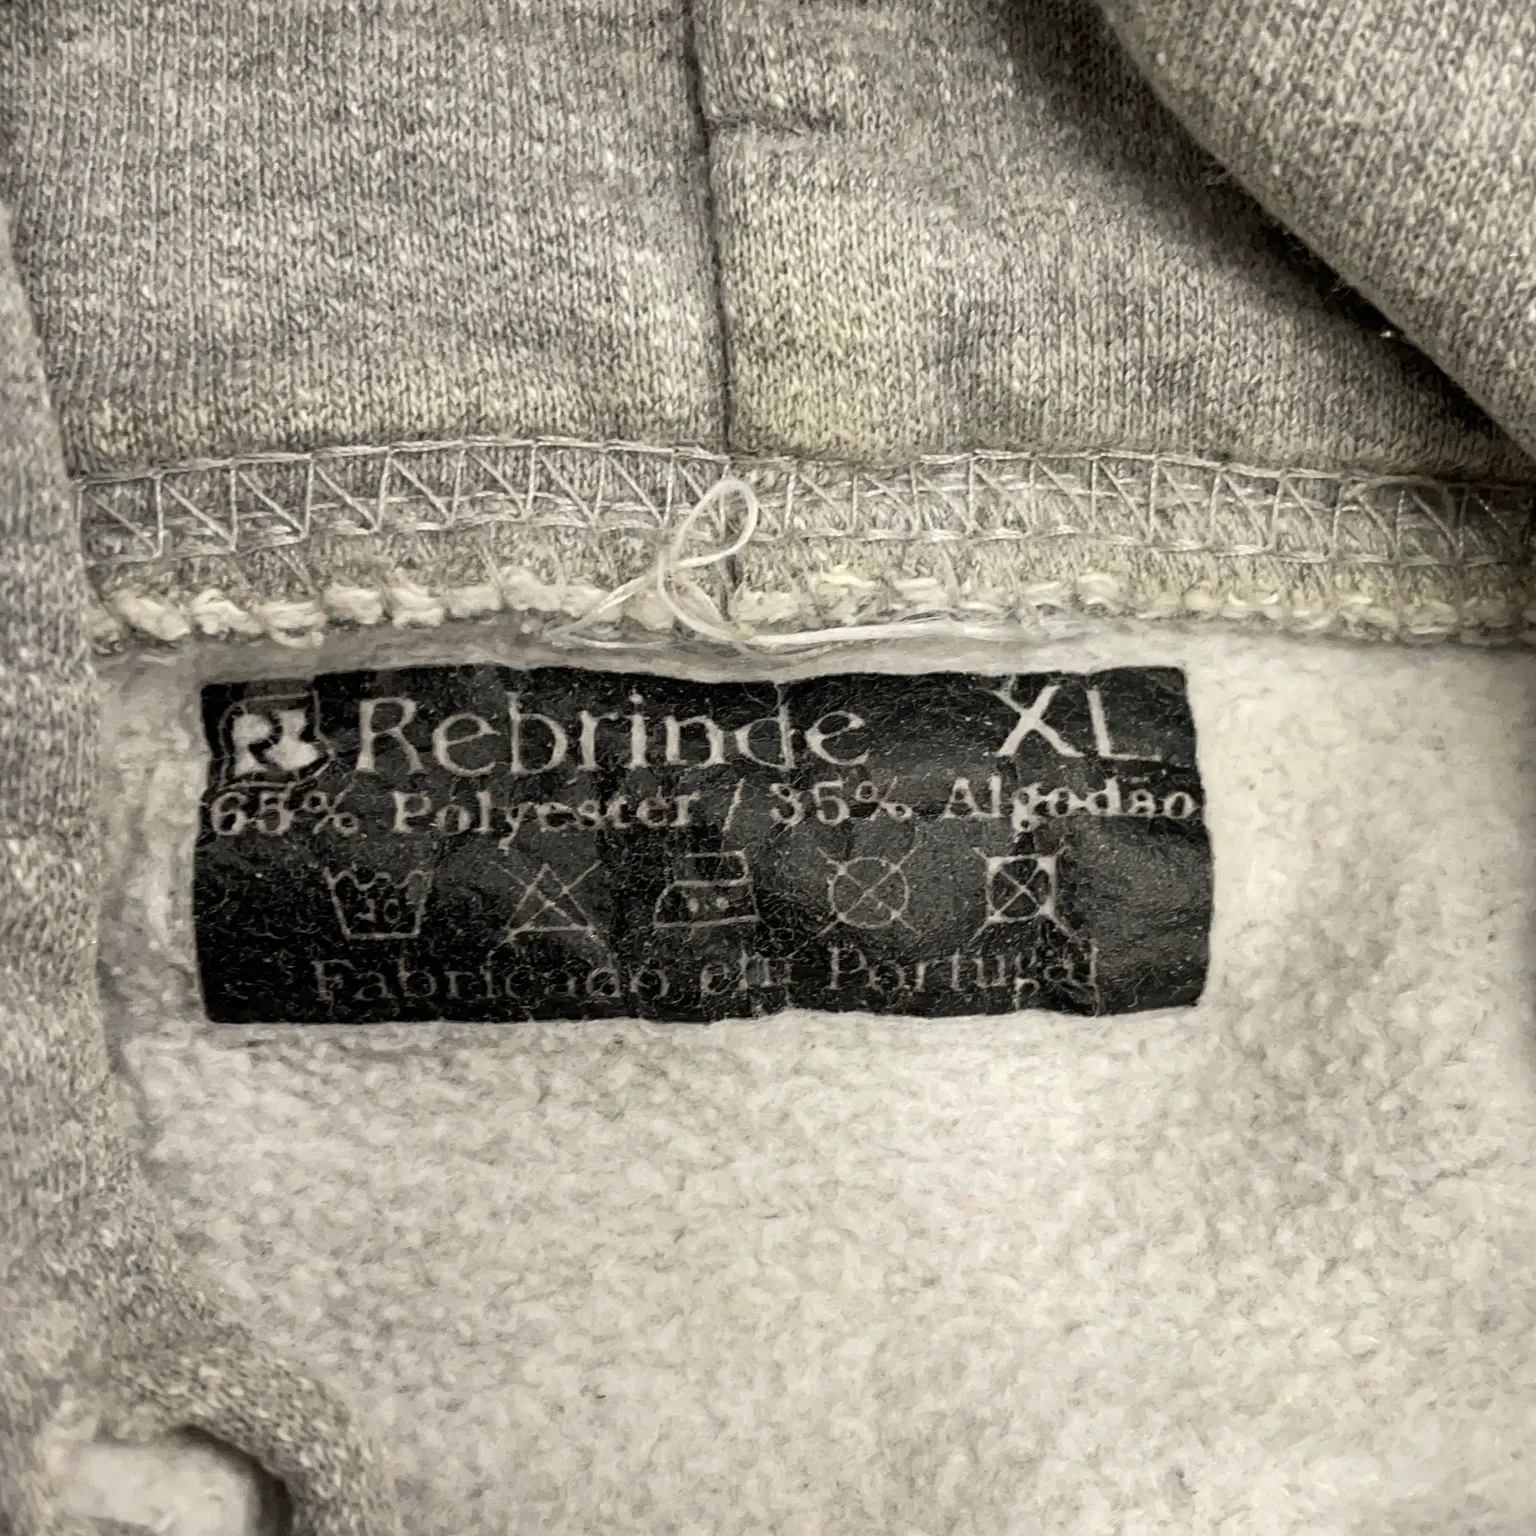 R Rebrinde XL
65% Polyester / 35% Algodão
Fabricado em Portugal